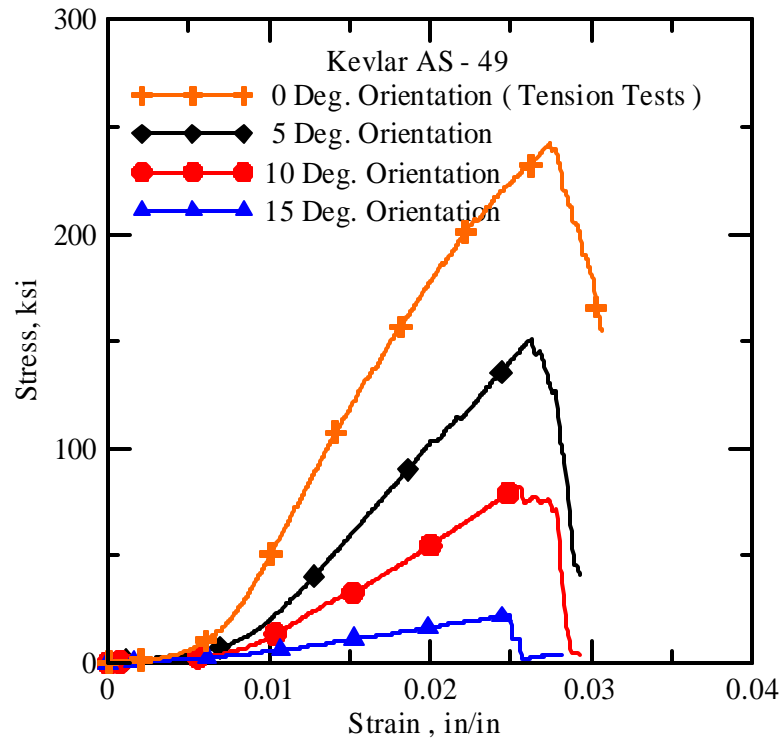 300
Kevlar AS - 49
0 Deg. Orientation ( Tension Tests )
5 Deg. Orientation
10 Deg. Orientation
15 Deg. Orientation
200
Stress, ksi
100
0
0 0.01 0.02 0.03 0.04
Strain , in/in